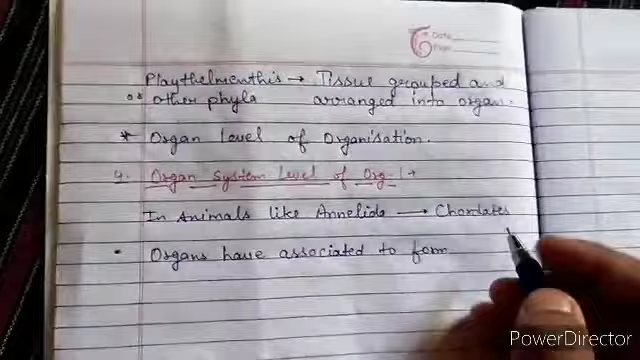 Date
Page
Playthelmenthis → Tissue grouped and
other phyla arranged into organ.
* Organ Level of Organisation.
4. Organ System Level of Org :→
In Animals like Annelida → Chordates
• Organs have associated to form
PowerDirector